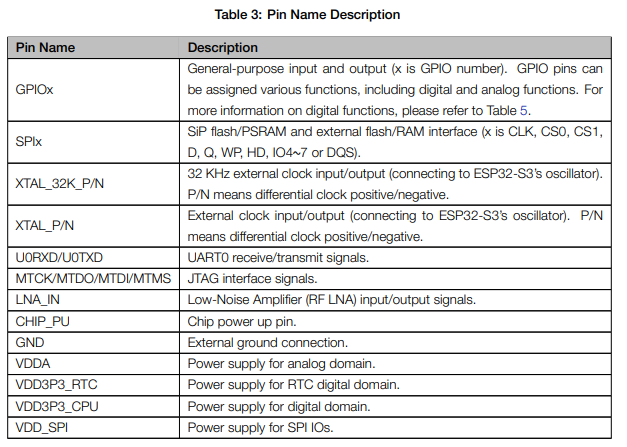 Table 3: Pin Name Description
Pin Name Description
GPIOx General-purpose input and output (x is GPIO number). GPIO pins can
be assigned various functions, including digital and analog functions. For
more information on digital functions, please refer to Table 5.
SPIx SiP flash/PSRAM and external flash/RAM interface (x is CLK, CS0, CS1,
D, Q, WP, HD, IO4~7 or DQS).
XTAL_32K_P/N 32 KHz external clock input/output (connecting to ESP32-S3's oscillator).
P/N means differential clock positive/negative.
XTAL_P/N External clock input/output (connecting to ESP32-S3's oscillator). P/N
means differential clock positive/negative.
U0RXD/U0TXD UART0 receive/transmit signals.
MTCK/MTDO/MTDI/MTMS JTAG interface signals.
LNA_IN Low-Noise Amplifier (RF LNA) input/output signals.
CHIP_PU Chip power up pin.
GND External ground connection.
VDDA Power supply for analog domain.
VDD3P3_RTC Power supply for RTC digital domain.
VDD3P3_CPU Power supply for digital domain.
VDD_SPI Power supply for SPI IOs.